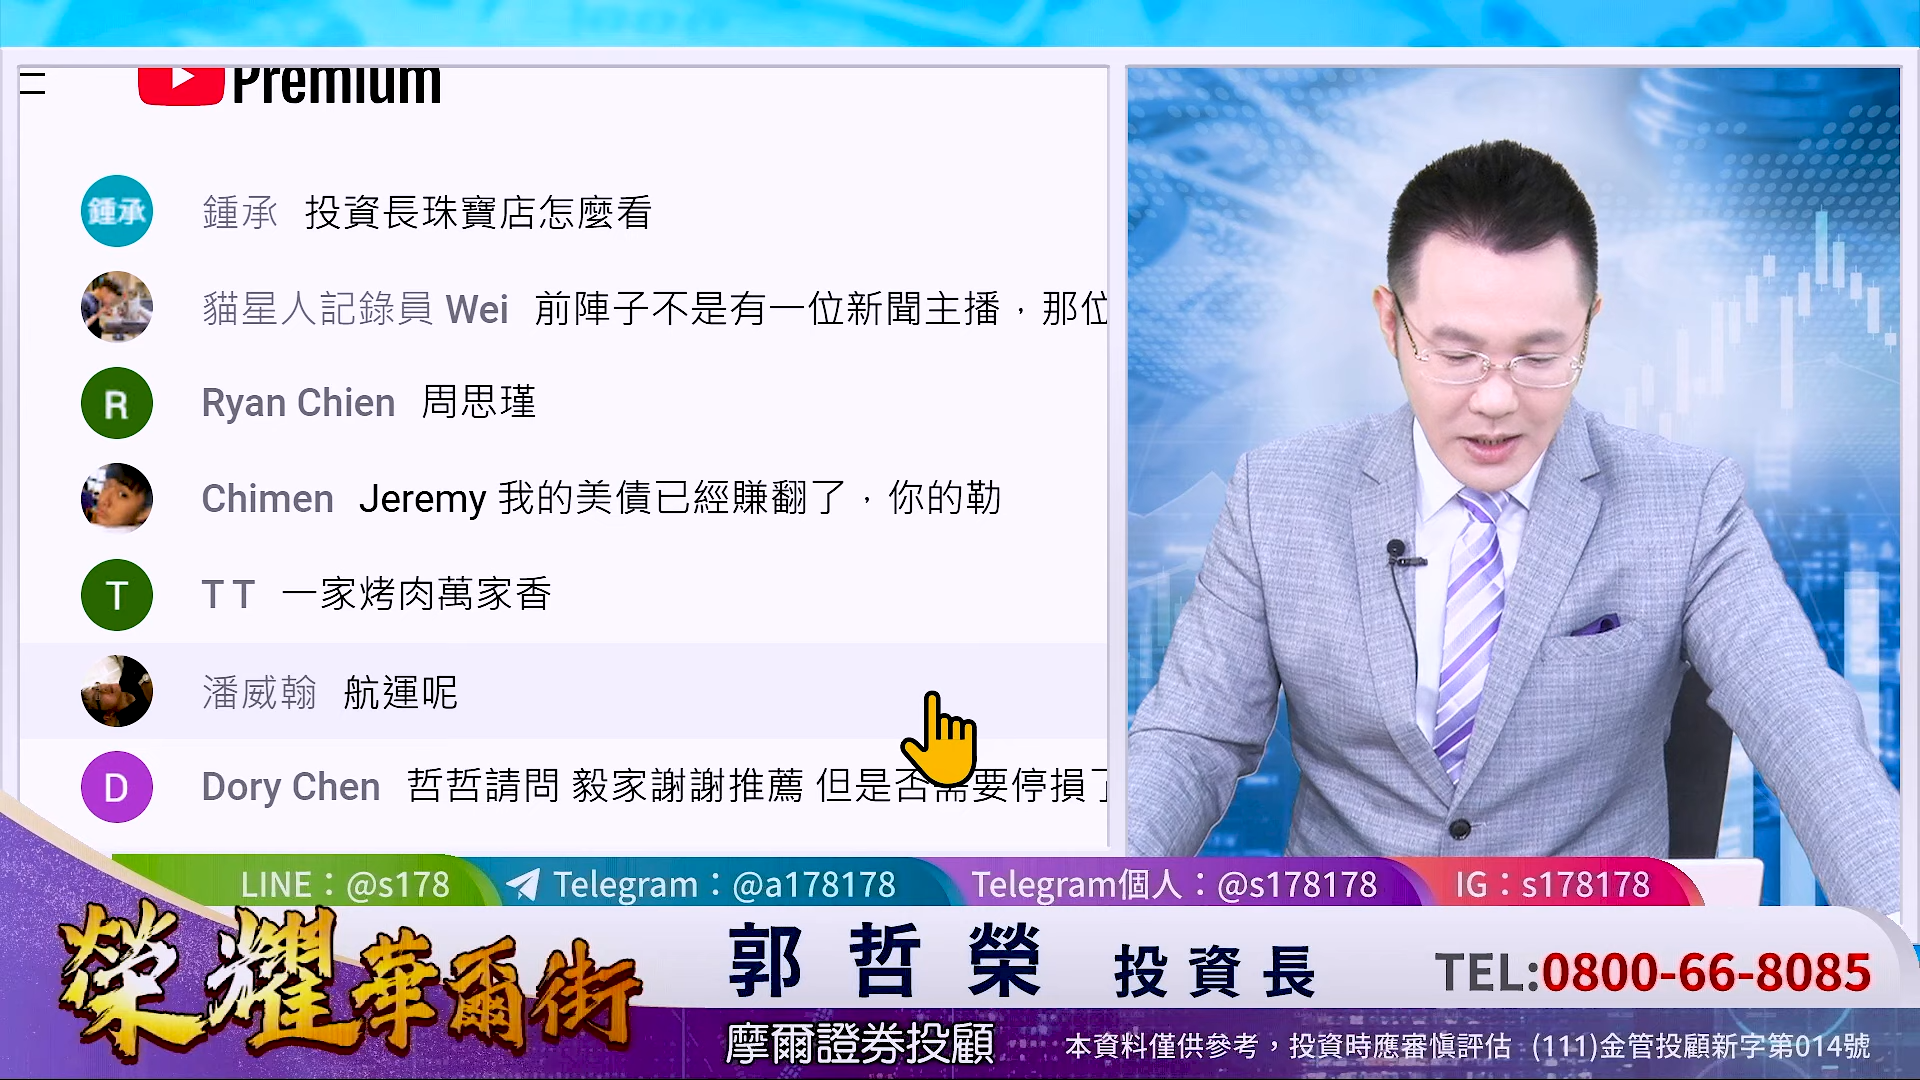 Premium
鍾承 鍾承 投資長珠寶店怎麼看
貓星人記錄員 Wei 前陣子不是有一位新聞主播，那位
R Ryan Chien 周思瑾
Chimen Jeremy 我的美債已經賺翻了，你的勒
T T T 一家烤肉萬家香
潘威翰 航運呢
D Dory Chen 哲哲請問 毅家謝謝推薦 但是否需要停損了
LINE：@s178 Telegram：@a178178 Telegram個人：@s178178 IG：s178178
榮耀華爾街
郭哲榮 投資長 TEL:0800-66-8085
摩爾證券投顧 本資料僅供參考，投資時應審慎評估 (111)金管投顧新字第014號